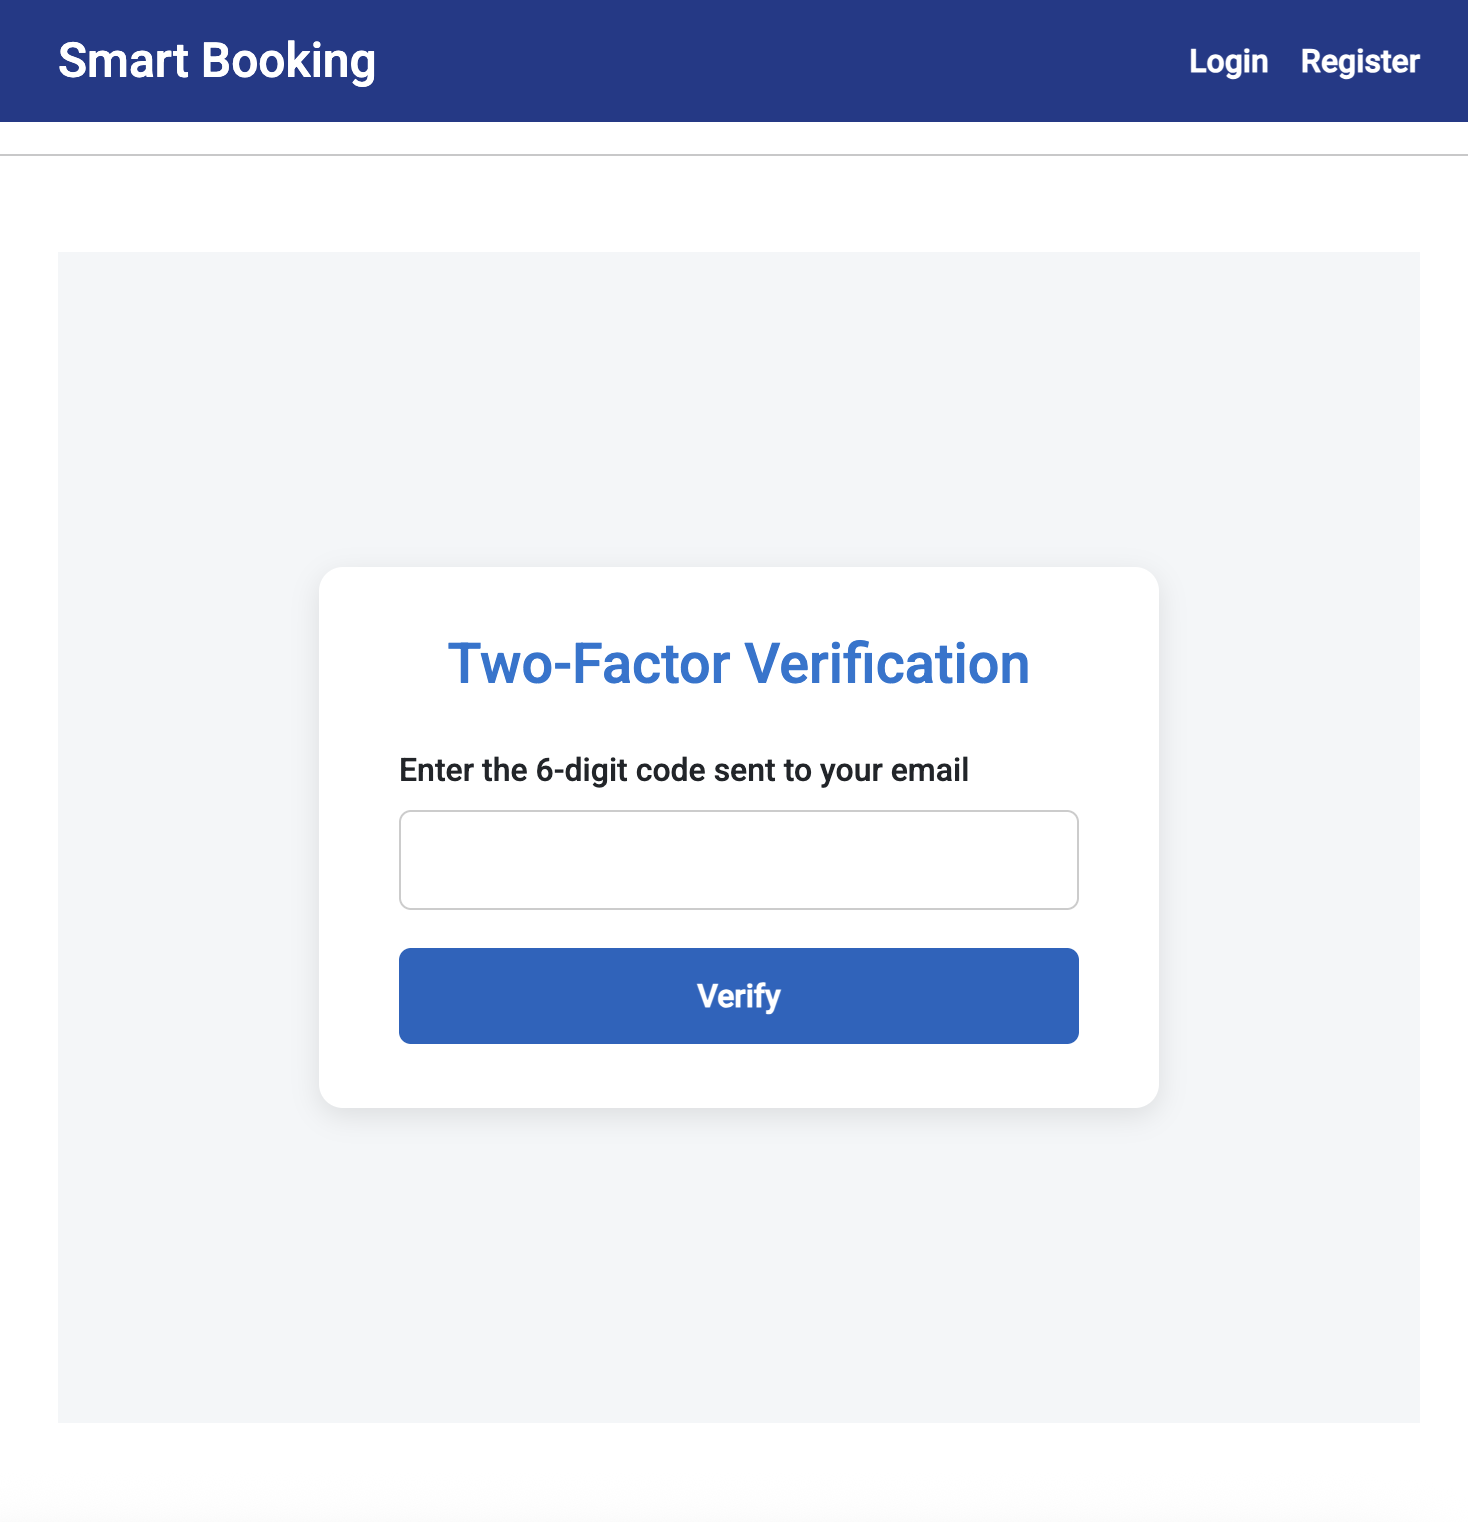 Smart Booking
Login Register
Two-Factor Verification
Enter the 6-digit code sent to your email
Verify